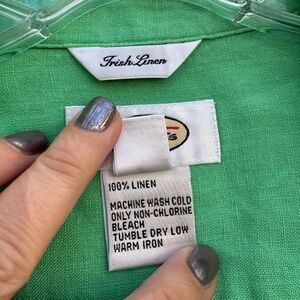 Irish Linen
100% LINEN
MACHINE WASH COLD
ONLY NON-CHLORINE
BLEACH
TUMBLE DRY LOW
WARM IRON